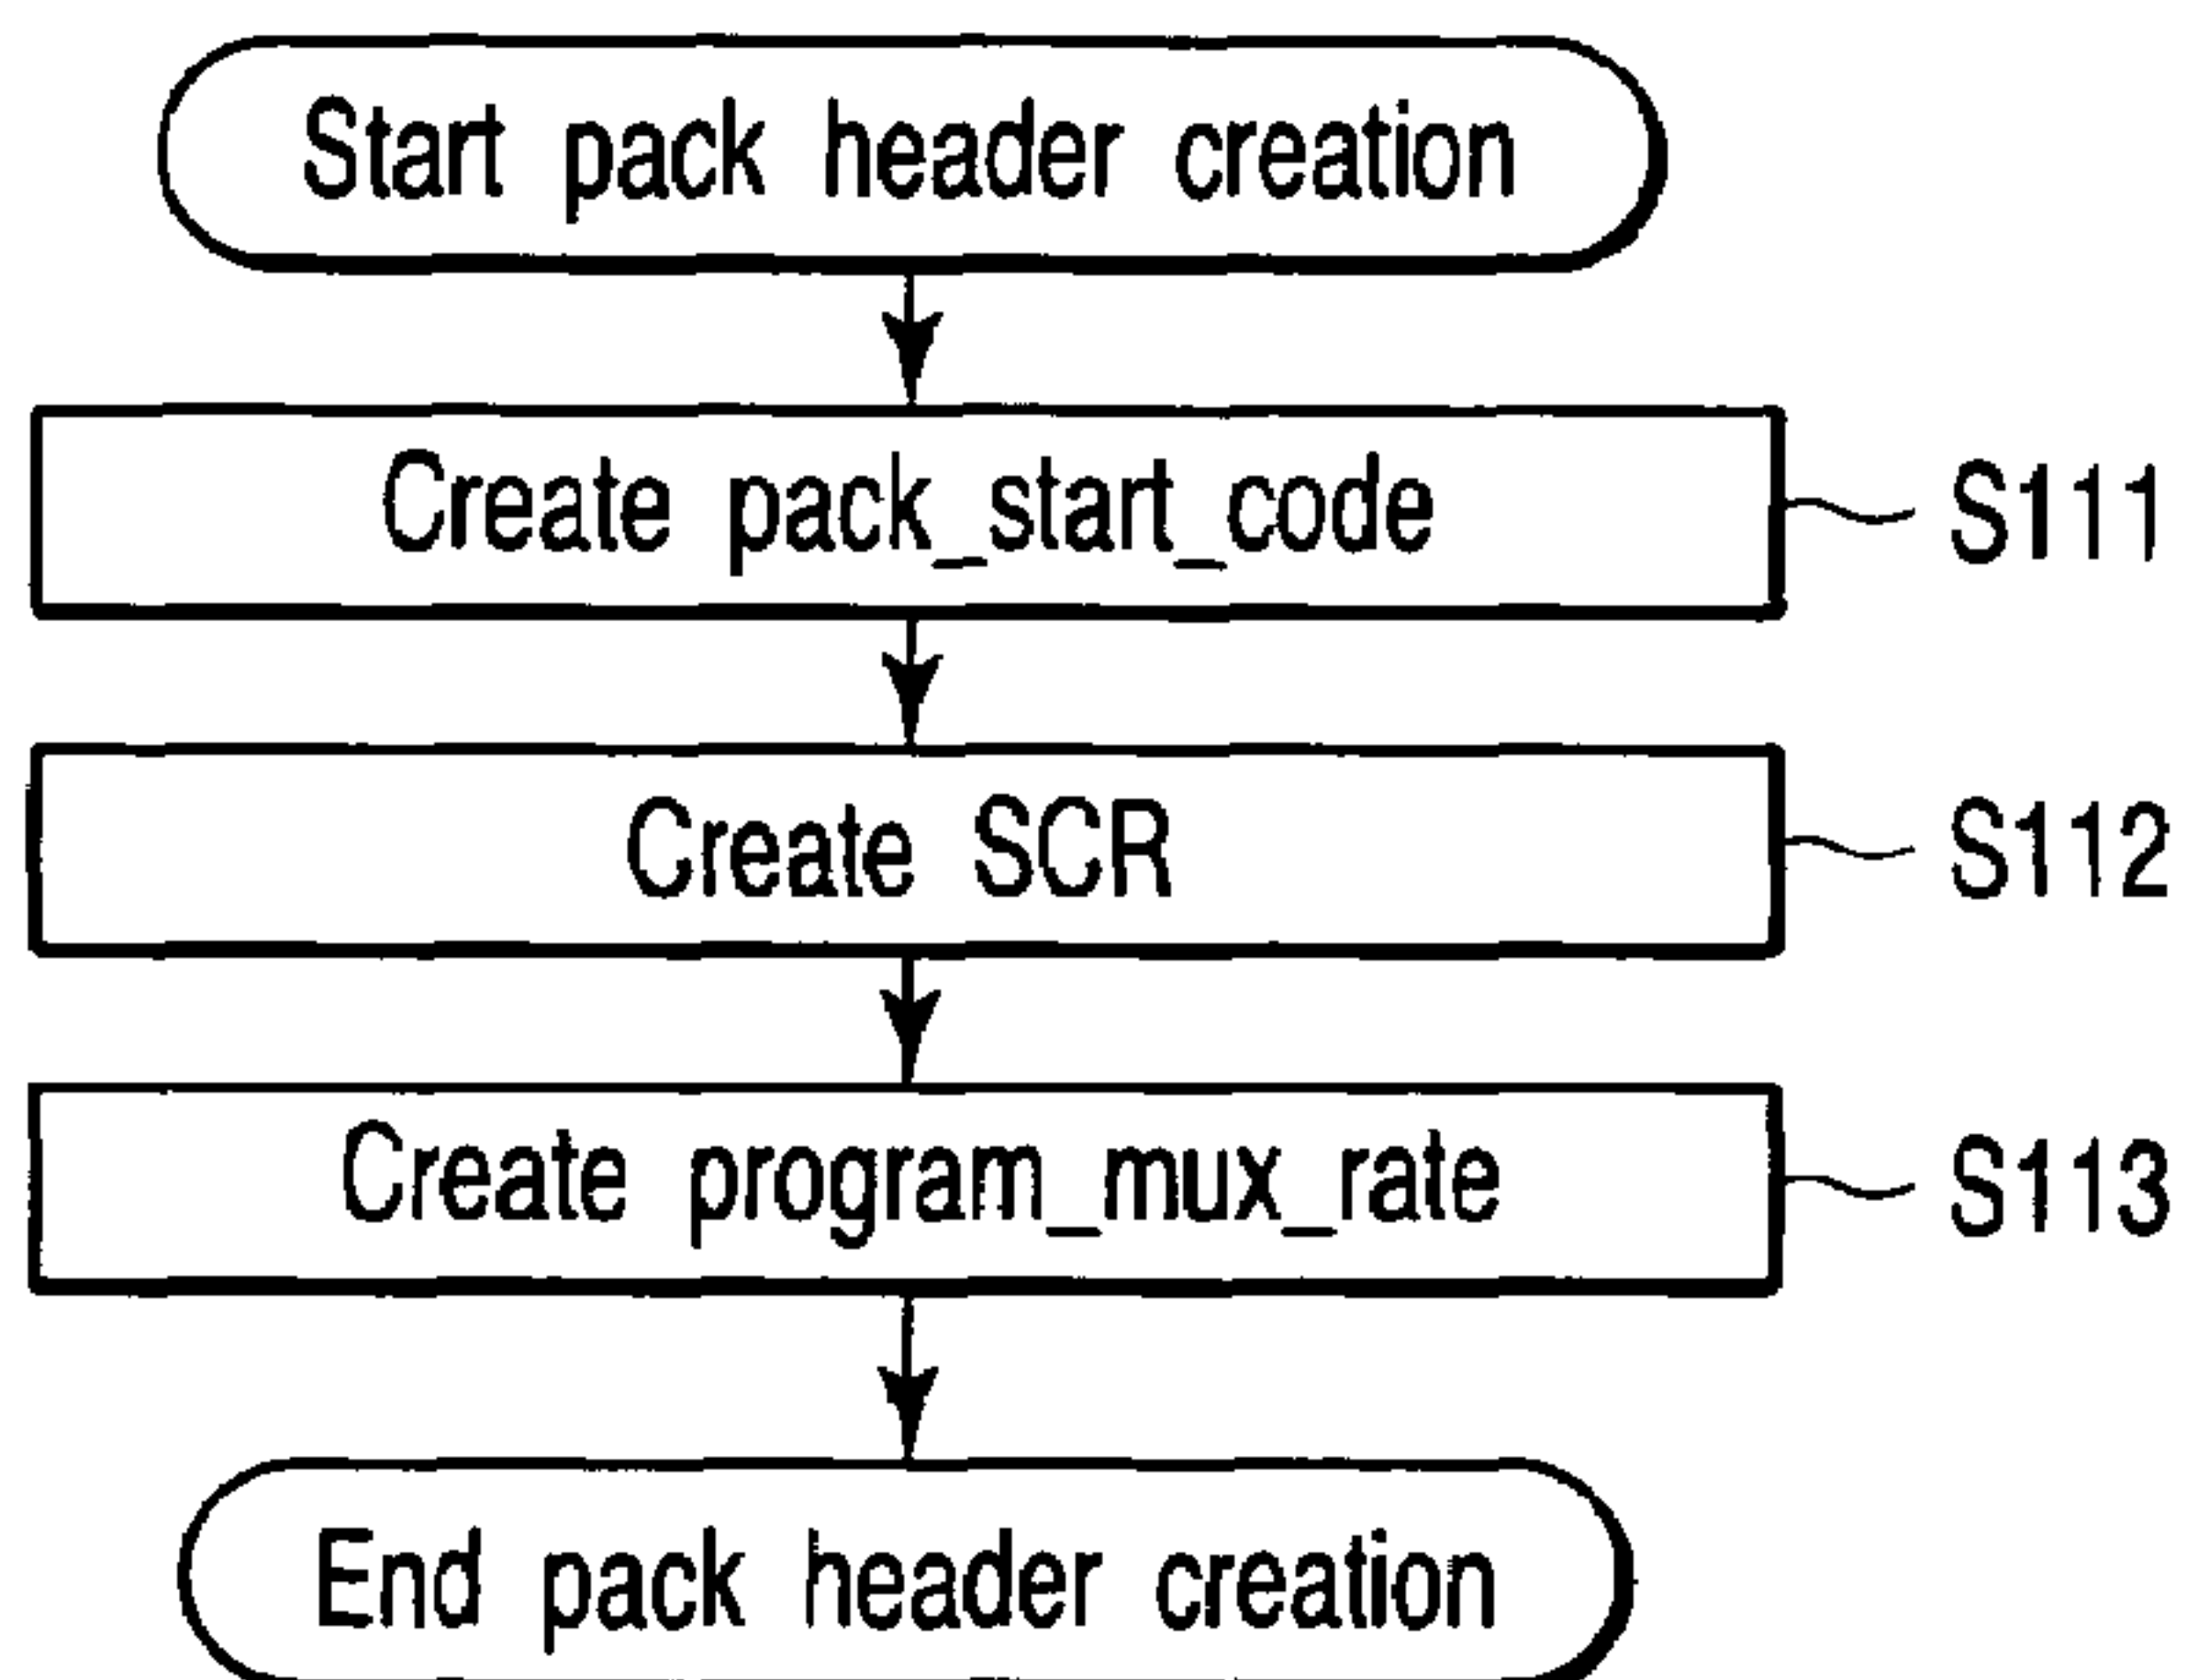 Start pack header creation
Create pack_start_code
S111
Create SCR
S112
Create program_mux_rate
S113
End pack header creation